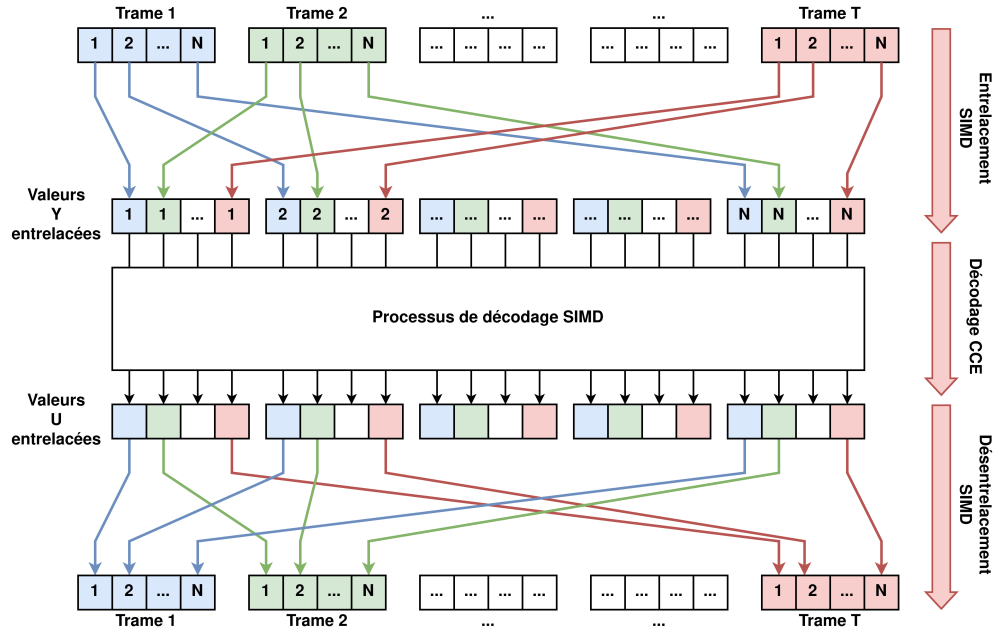 Trame 1 Trame 2 ... ... Trame T
1 2 ... N 1 2 ... N ... ... ... ... ... ... ... ... 1 2 ... N
Entrelacement
SIMD
Valeurs
Y
entrelacées
1 1 ... 1 2 2 ... 2 ... ... ... ... ... ... ... ... N N ... N
Processus de décodage SIMD
Décodage CCE
Valeurs
U
entrelacées
Désentrelacement
SIMD
1 2 ... N 1 2 ... N ... ... ... ... ... ... ... ... 1 2 ... N
Trame 1 Trame 2 ... ... Trame T